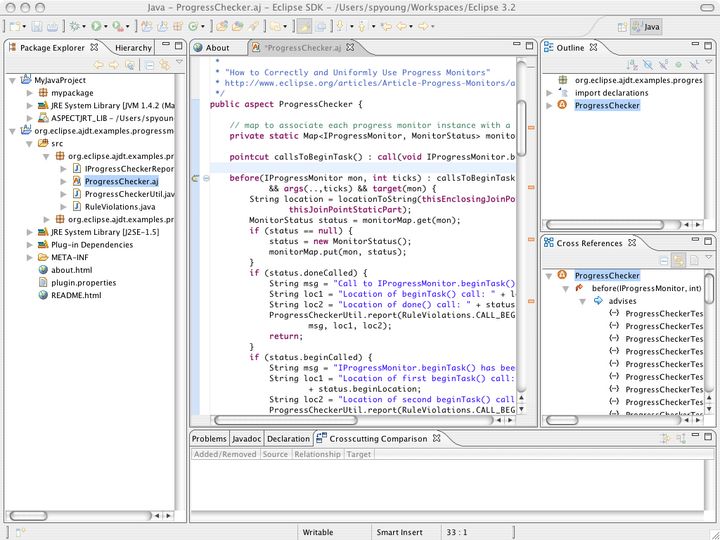 Java - ProgressChecker.aj - Eclipse SDK - /Users/spyoung/Workspaces/Eclipse 3.2
Java
Package Explorer
Hierarchy
MyJavaProject
mypackage
JRE System Library [JVM 1.4.2 (Ma
ASPECTJRT_LIB - /Users/spyou
org.eclipse.ajdt.examples.progressm
src
org.eclipse.ajdt.examples.pr
IProgressCheckerRepor
ProgressChecker.aj
ProgressCheckerUtil.jav
RuleViolations.java
org.eclipse.ajdt.examples.pr
JRE System Library [J2SE-1.5]
Plug-in Dependencies
META-INF
about.html
plugin.properties
README.html
About
*ProgressChecker.aj
*
* "How to Correctly and Uniformly Use Progress Monitors"
* http://www.eclipse.org/articles/Article-Progress-Monitors/a
*/
public aspect ProgressChecker {
// map to associate each progress monitor instance with a
private static Map<IProgressMonitor, MonitorStatus> monito
pointcut callsToBeginTask() : call(void IProgressMonitor.b
before(IProgressMonitor mon, int ticks) : callsToBeginTask
&& args(..,ticks) && target(mon) {
String location = locationToString(thisEnclosingJoinPo
thisJoinPointStaticPart);
MonitorStatus status = monitorMap.get(mon);
if (status == null) {
status = new MonitorStatus();
monitorMap.put(mon, status);
}
if (status.doneCalled) {
String msg = "Call to IProgressMonitor.beginTask()
String loc1 = "Location of beginTask() call: " + l
String loc2 = "Location of done() call: " + status
ProgressCheckerUtil.report(RuleViolations.CALL_BEG
msg, loc1, loc2);
return;
}
if (status.beginCalled) {
String msg = "IProgressMonitor.beginTask() has bee
String loc1 = "Location of first beginTask() call:
+ status.beginLocation;
String loc2 = "Location of second beginTask() call
ProgressCheckerUtil.report(RuleViolations.CALL_BEG
Outline
org.eclipse.ajdt.examples.progres
import declarations
ProgressChecker
Cross References
ProgressChecker
before(IProgressMonitor, int)
advises
ProgressCheckerTes
ProgressCheckerTes
ProgressCheckerTes
ProgressCheckerTes
ProgressCheckerTes
ProgressCheckerTes
ProgressCheckerTes
ProgressCheckerTes
ProgressCheckerTes
Problems
Javadoc
Declaration
Crosscutting Comparison
Added/Removed
Source
Relationship
Target
Writable
Smart Insert
33 : 1